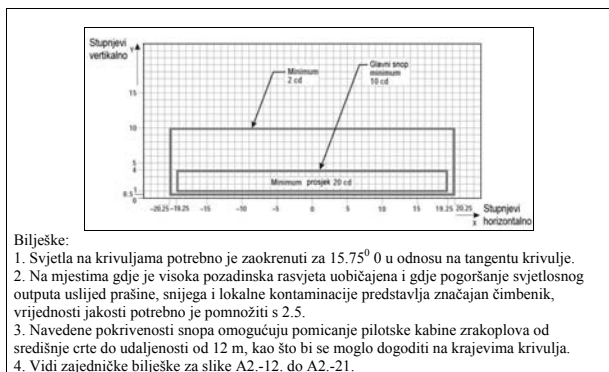 Stupnjevi
vertikalno
Y
Minimum
2 cd
Glavni snop
minimum
10 cd
15
10
5
4
1
0.5
0
Minimum prosjek 20 cd
-20.25 -19.25 -15 -10 -5 0 5 10 15 19.25 20.25
Stupnjevi
x horizontalno
Bilješke:
1. Svjetla na krivuljama potrebno je zaokrenuti za 15.75⁰ 0 u odnosu na tangentu krivulje.
2. Na mjestima gdje je visoka pozadinska rasvjeta uobičajena i gdje pogoršanje svjetlosnog
outputa uslijed prašine, snijega i lokalne kontaminacije predstavlja značajan čimbenik,
vrijednosti jakosti potrebno je pomnožiti s 2.5.
3. Navedene pokrivenosti snopa omogućuju pomicanje pilotske kabine zrakoplova od
središnje crte do udaljenosti od 12 m, kao što bi se moglo dogoditi na krajevima krivulja.
4. Vidi zajedničke bilješke za slike A2.-12. do A2.-21.